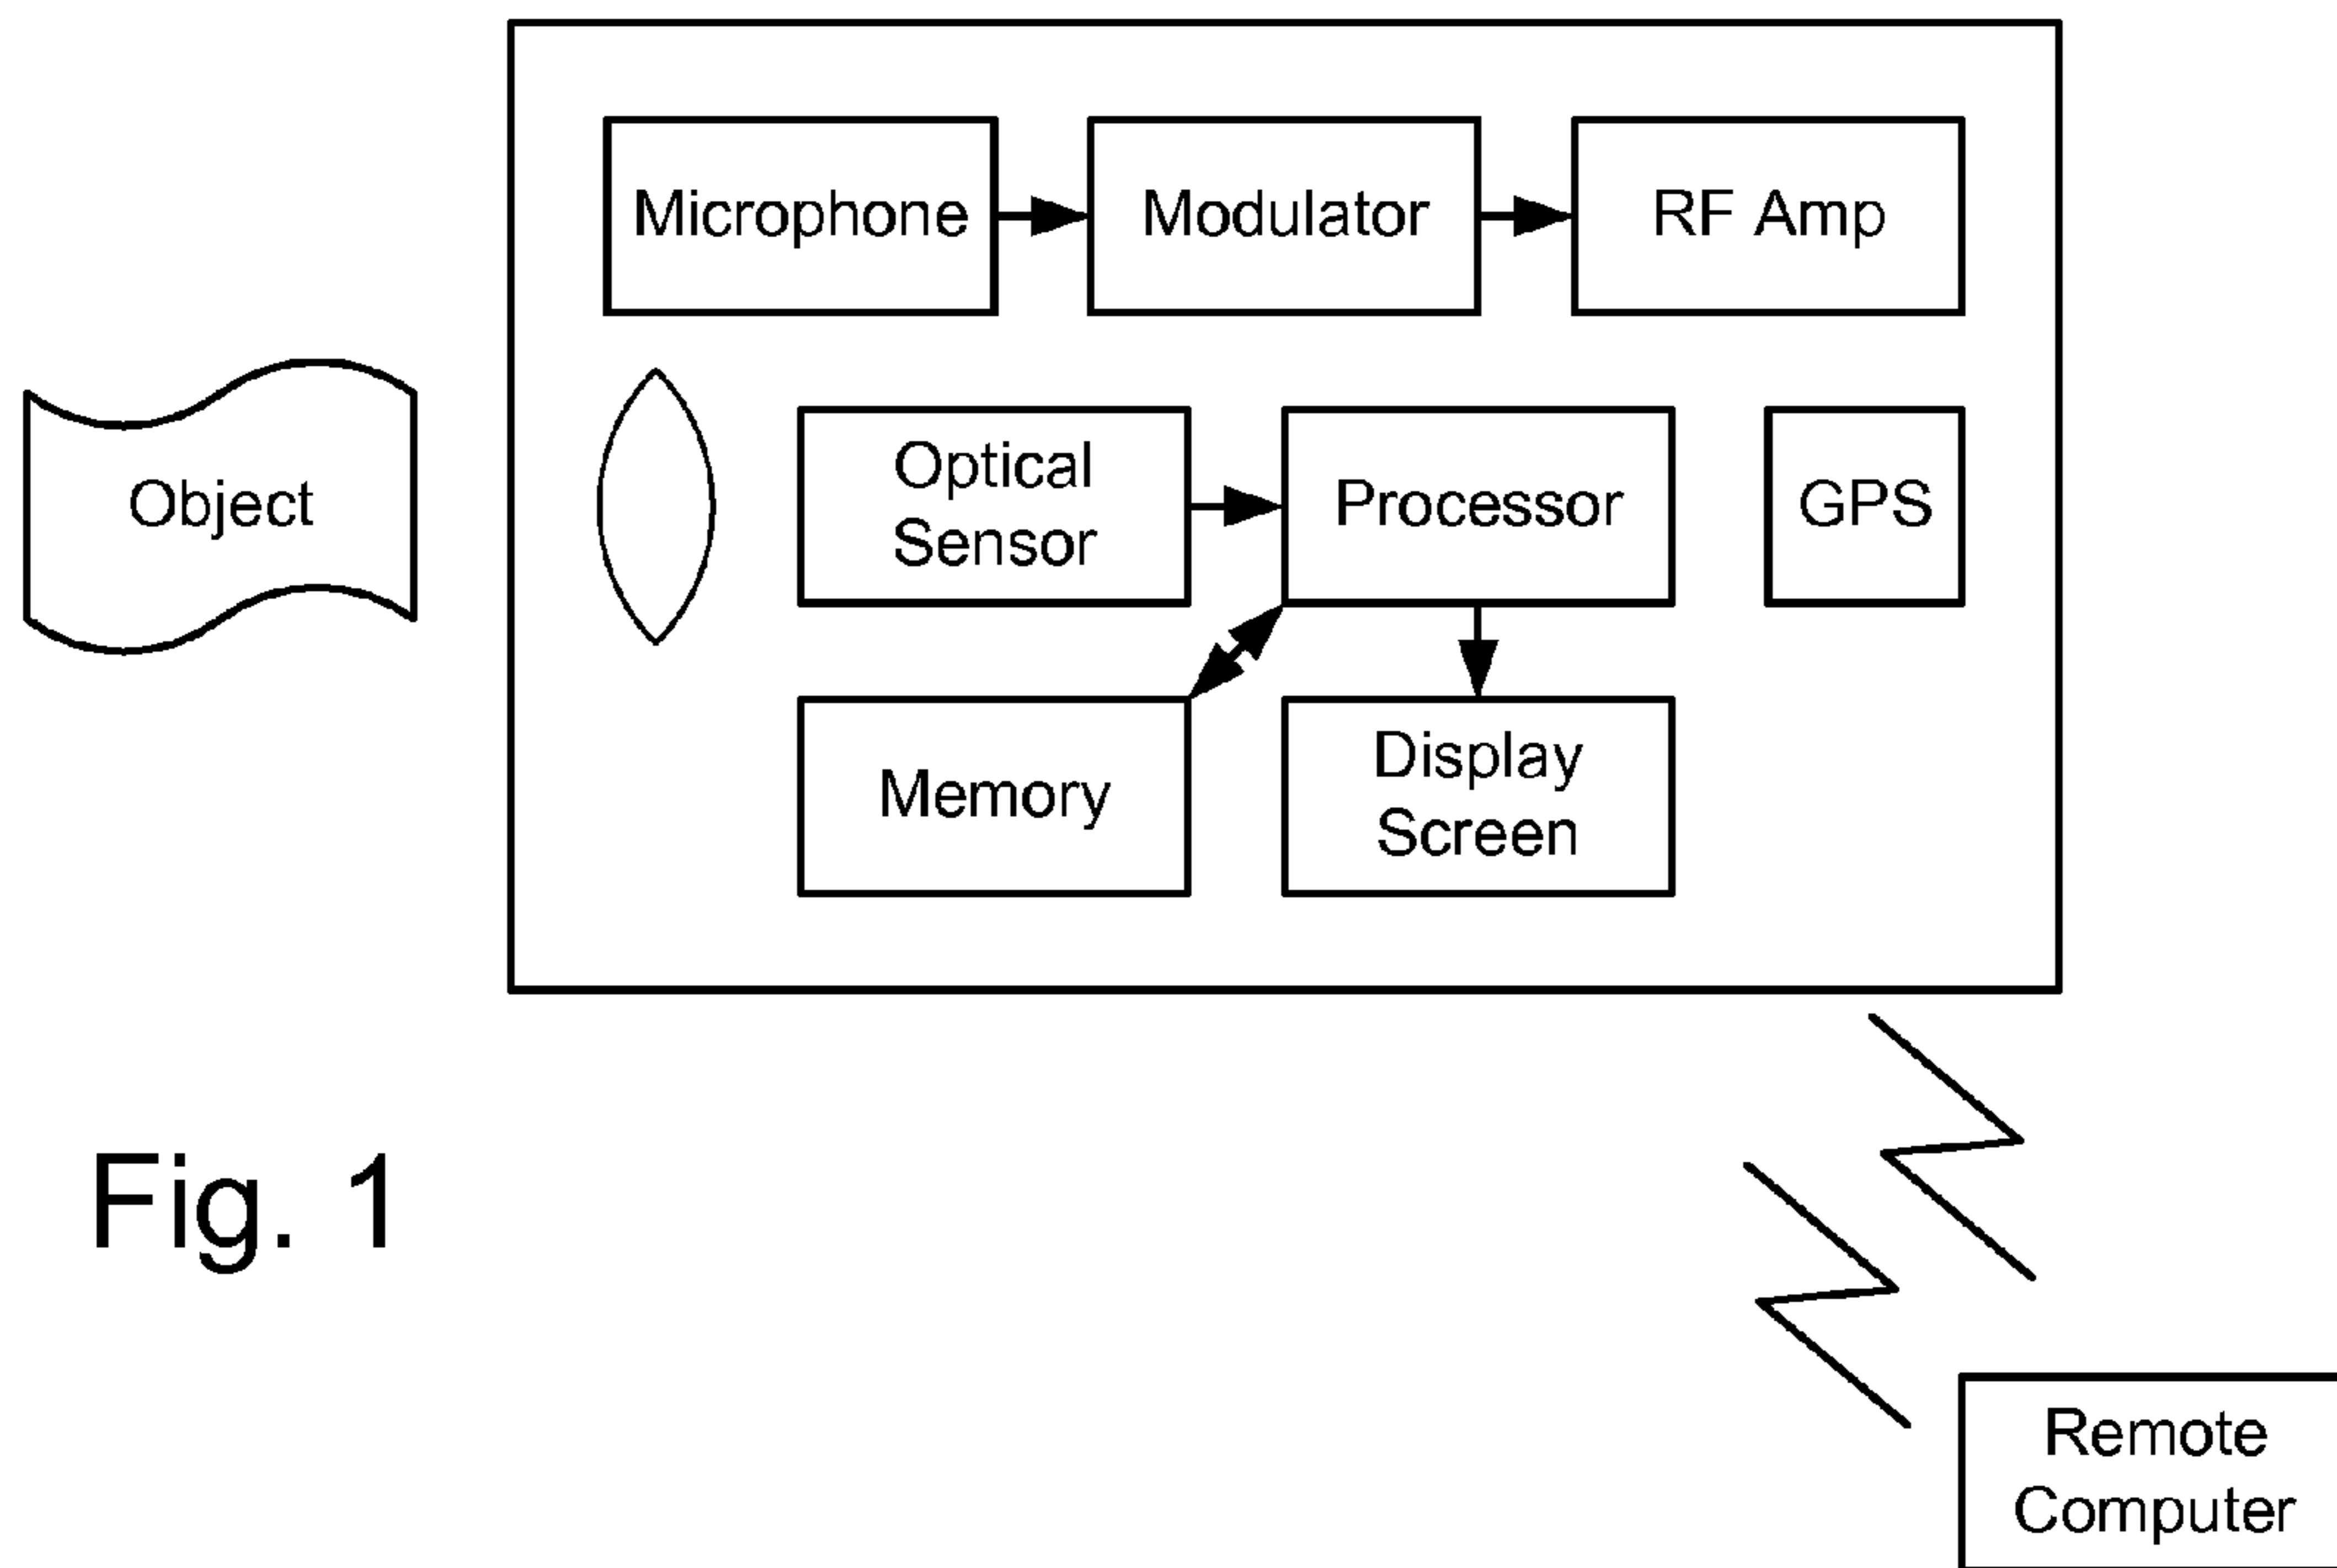 Microphone
Modulator
RF Amp
Object
Optical
Sensor
Processor
GPS
Memory
Display
Screen
Fig. 1
Remote
Computer